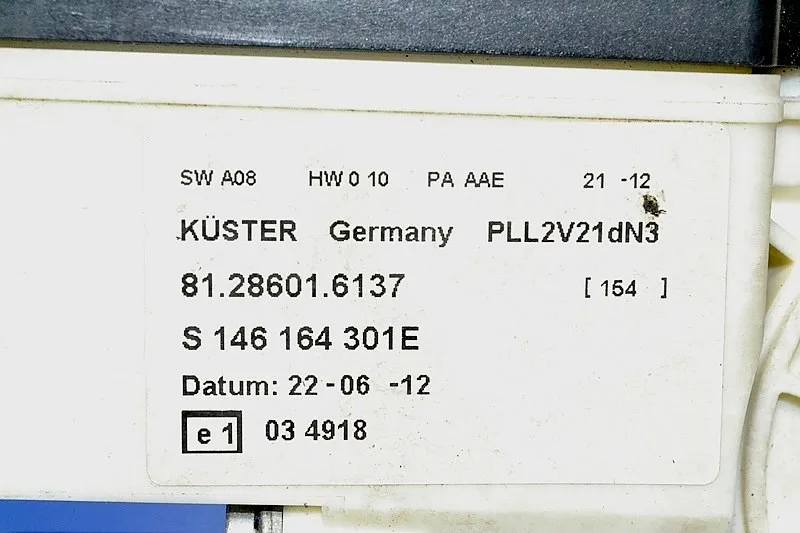 SW A08 HW 0 10 PA AAE 21 -12
KÜSTER Germany PLL2V21dN3
81.28601.6137 [ 154 ]
S 146 164 301E
Datum: 22-06 -12
e 1 03 4918